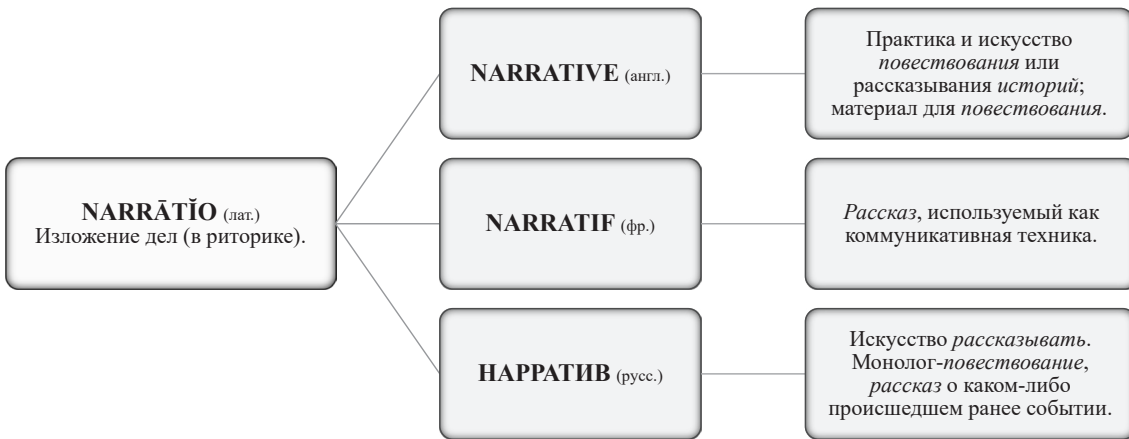 NARRATIVE (англ.)
Практика и искусство
повествования или
рассказывания историй;
материал для повествования.
NARRĀTĬO (лат.)
Изложение дел (в риторике).
NARRATIF (фр.)
Рассказ, используемый как
коммуникативная техника.
НАРРАТИВ (русс.)
Искусство рассказывать.
Монолог-повествование,
рассказ о каком-либо
происшедшем ранее событии.